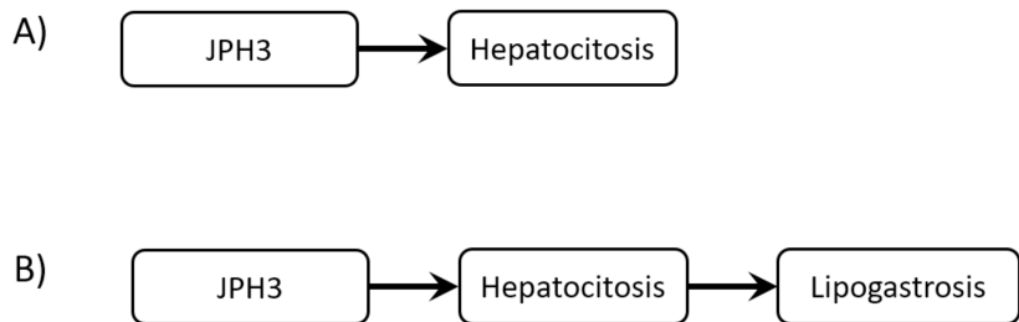 A)
JPH3
Hepatocitosis
B)
JPH3
Hepatocitosis
Lipogastrosis